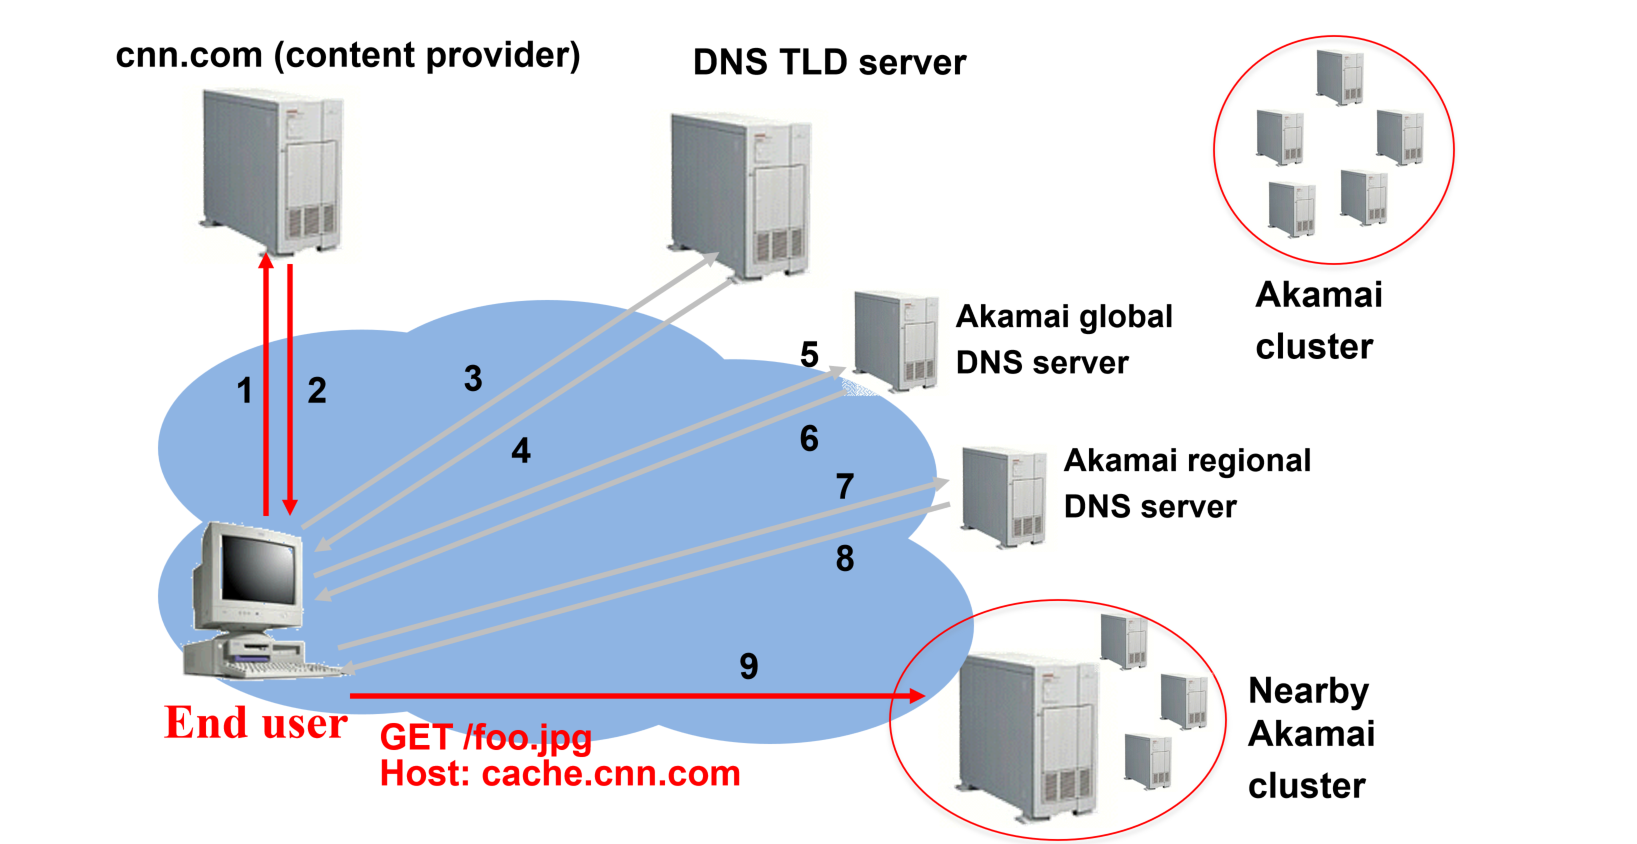 cnn.com (content provider)
DNS TLD server
Akamai
cluster
Akamai global
DNS server
1
2
3
4
5
6
Akamai regional
DNS server
7
8
9
End user
GET /foo.jpg
Host: cache.cnn.com
Nearby
Akamai
cluster